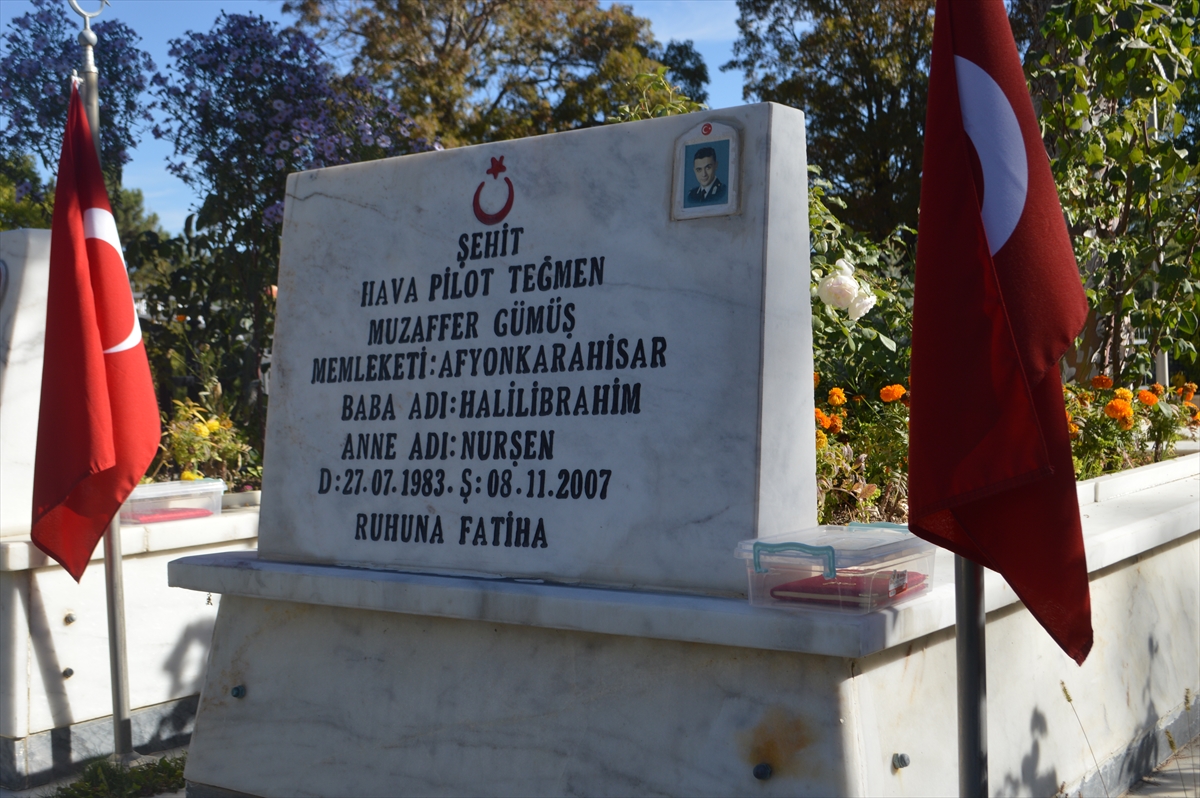 ŞEHİT
HAVA PİLOT TEĞMEN
MUZAFFER GÜMÜŞ
MEMLEKETİ:AFYONKARAHİSAR
BABA ADI:HALİLİBRAHİM
ANNE ADI:NURŞEN
D:27.07.1983.Ş:08.11.2007
RUHUNA FATİHA